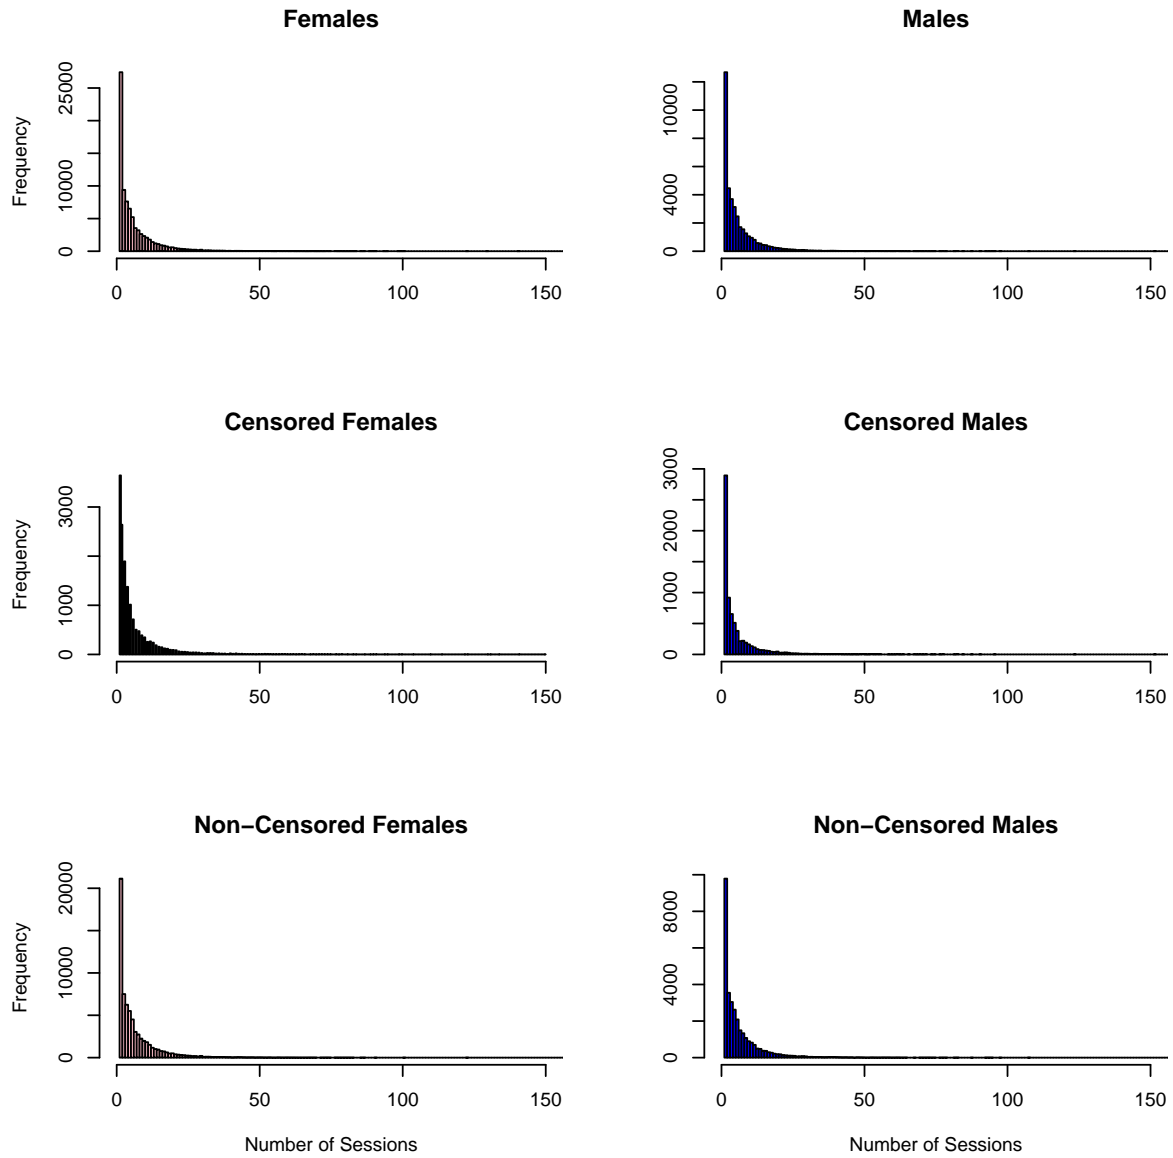 Females
Frequency
25000
10000
0
0 50 100 150
Males
10000
4000
0
0 50 100 150
Censored Females
Frequency
3000
1000
0
0 50 100 150
Censored Males
3000
2000
1000
0
0 50 100 150
Non−Censored Females
Frequency
20000
10000
0
0 50 100 150
Number of Sessions
Non−Censored Males
8000
4000
0
0 50 100 150
Number of Sessions